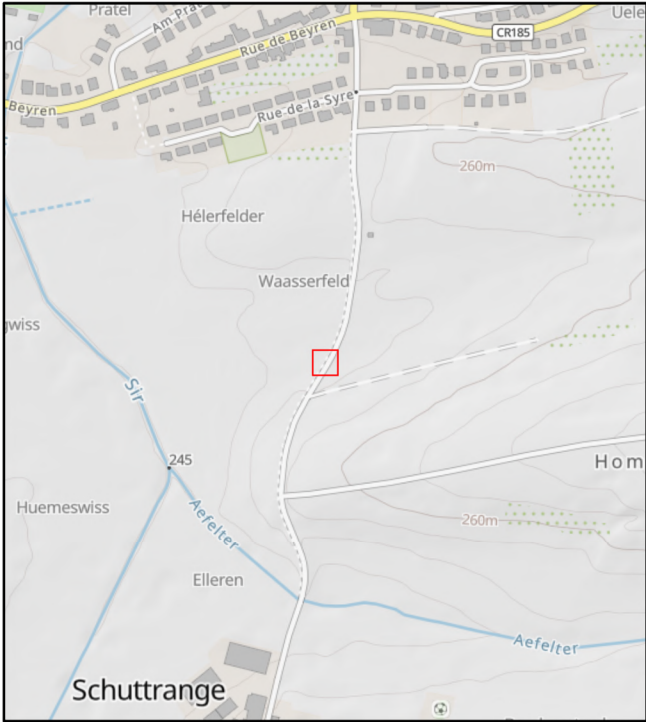 Pratel
Uele
Am Pra
CR185
nd
Rue de Beyren
Beyren
Rue de la Syre
260m
Hélerfelder
Waasserfeld
gwiss
Sir
245
Hom
Huemeswiss
Aefelter
260m
Elleren
Aefelter
Schuttrange